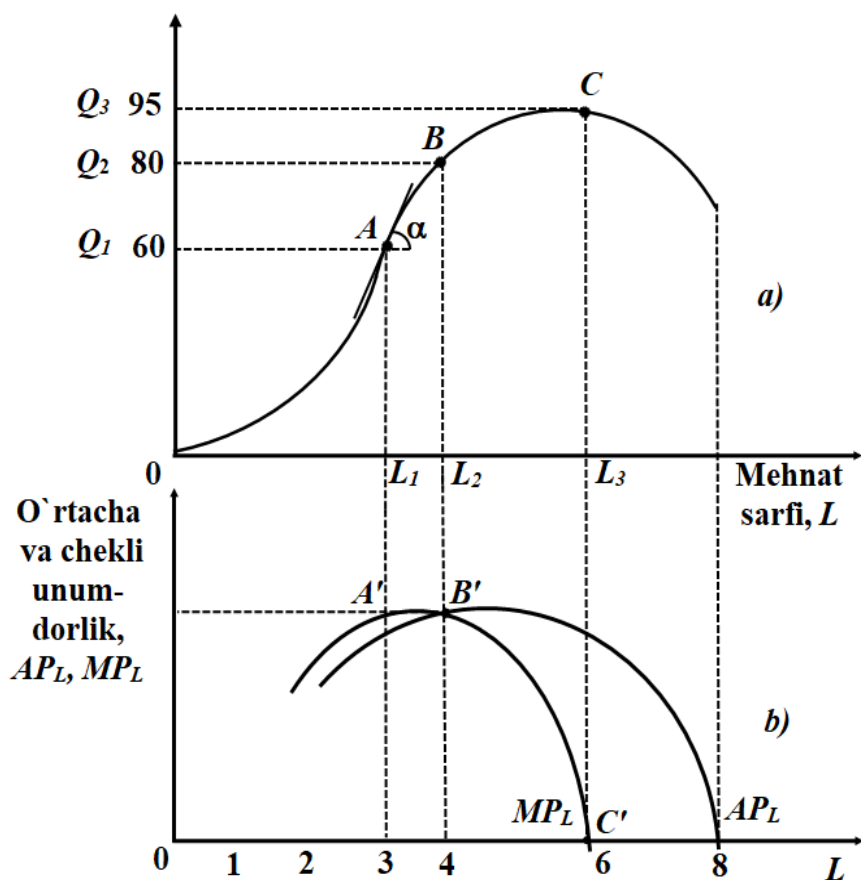 C
Q₃ 95
B
Q₂ 80
A α
Q₁ 60
a)
0 L₁ L₂ L₃ Mehnat
sarfi, L
O`rtacha
va chekli
unum-
dorlik,
APL, MPL
A' B'
b)
MPL C' APL
0 1 2 3 4 6 8 L